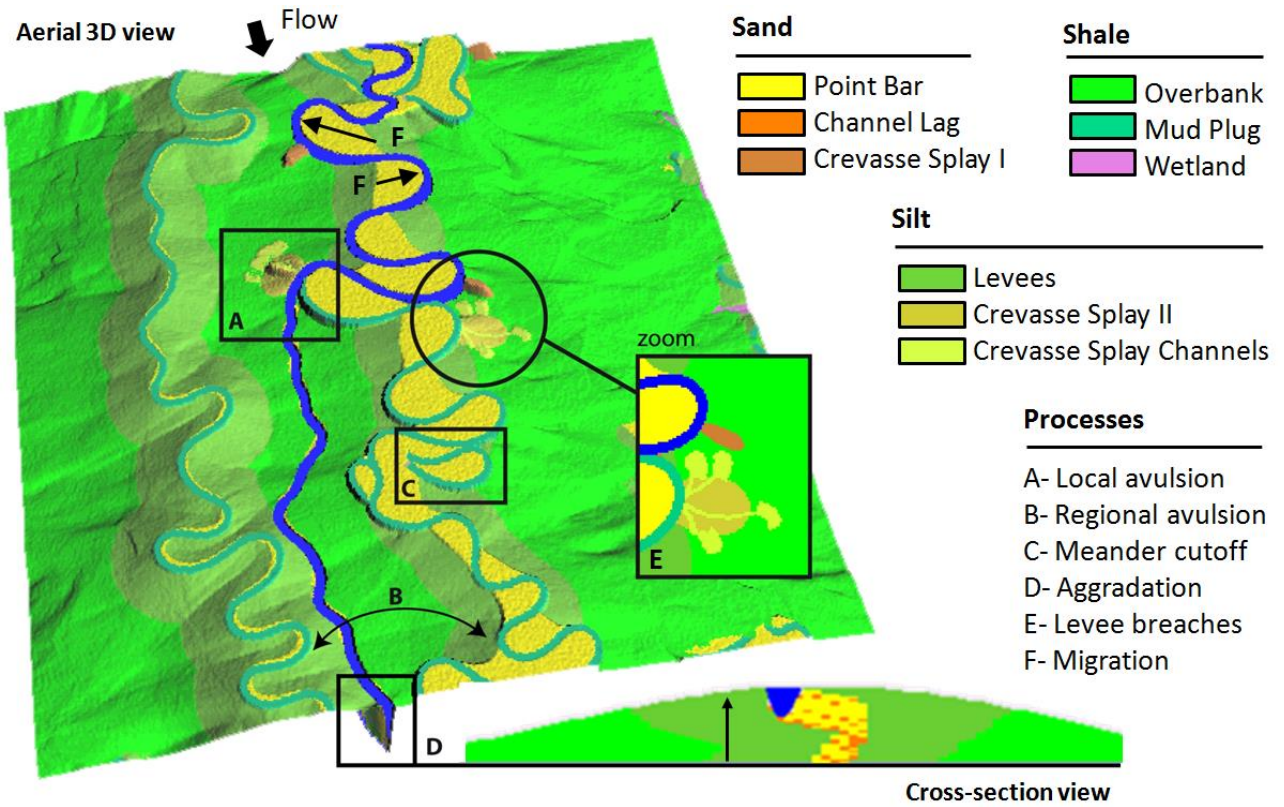 Aerial 3D view
Flow
F
F
A
B
C
D
zoom
E
Cross-section view
Sand
Point Bar
Channel Lag
Crevasse Splay I
Shale
Overbank
Mud Plug
Wetland
Silt
Levees
Crevasse Splay II
Crevasse Splay Channels
Processes
A- Local avulsion
B- Regional avulsion
C- Meander cutoff
D- Aggradation
E- Levee breaches
F- Migration